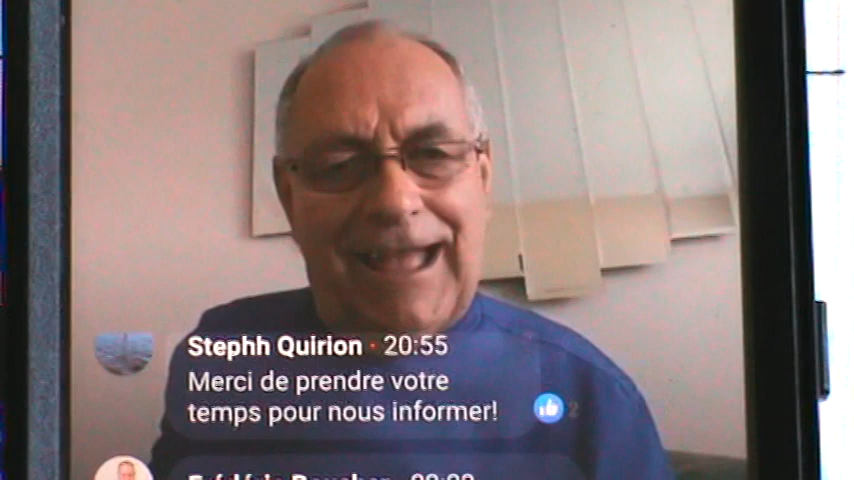 Stephh Quirion · 20:55
Merci de prendre votre
temps pour nous informer!
2